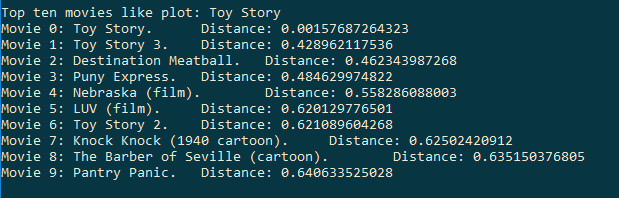 Top ten movies like plot: Toy Story
Movie 0: Toy Story.      Distance: 0.00157687264323
Movie 1: Toy Story 3.    Distance: 0.428962117536
Movie 2: Destination Meatball.   Distance: 0.462343987268
Movie 3: Puny Express.   Distance: 0.484629974822
Movie 4: Nebraska (film).        Distance: 0.558286088003
Movie 5: LUV (film).     Distance: 0.620129776501
Movie 6: Toy Story 2.    Distance: 0.621089604268
Movie 7: Knock Knock (1940 cartoon).     Distance: 0.62502420912
Movie 8: The Barber of Seville (cartoon).        Distance: 0.635150376805
Movie 9: Pantry Panic.   Distance: 0.640633525028